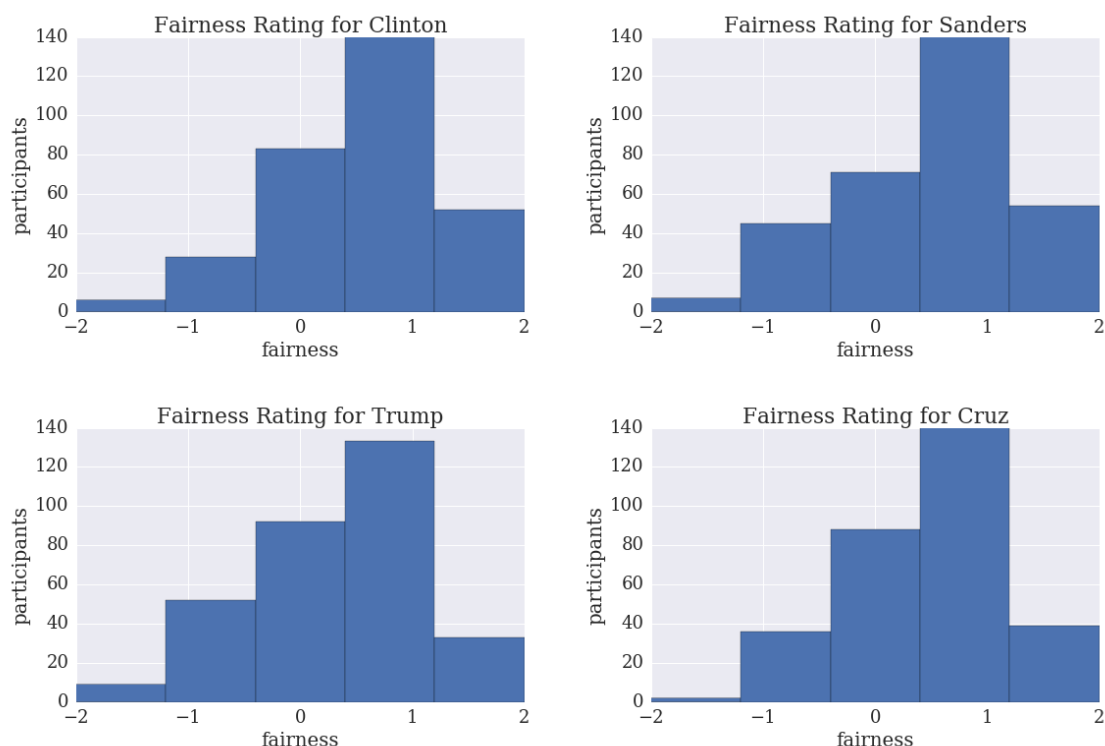 Fairness Rating for Clinton
140
120
100
80
60
40
20
0
participants
−2 −1 0 1 2
fairness
Fairness Rating for Sanders
140
120
100
80
60
40
20
0
participants
−2 −1 0 1 2
fairness
Fairness Rating for Trump
140
120
100
80
60
40
20
0
participants
−2 −1 0 1 2
fairness
Fairness Rating for Cruz
140
120
100
80
60
40
20
0
participants
−2 −1 0 1 2
fairness